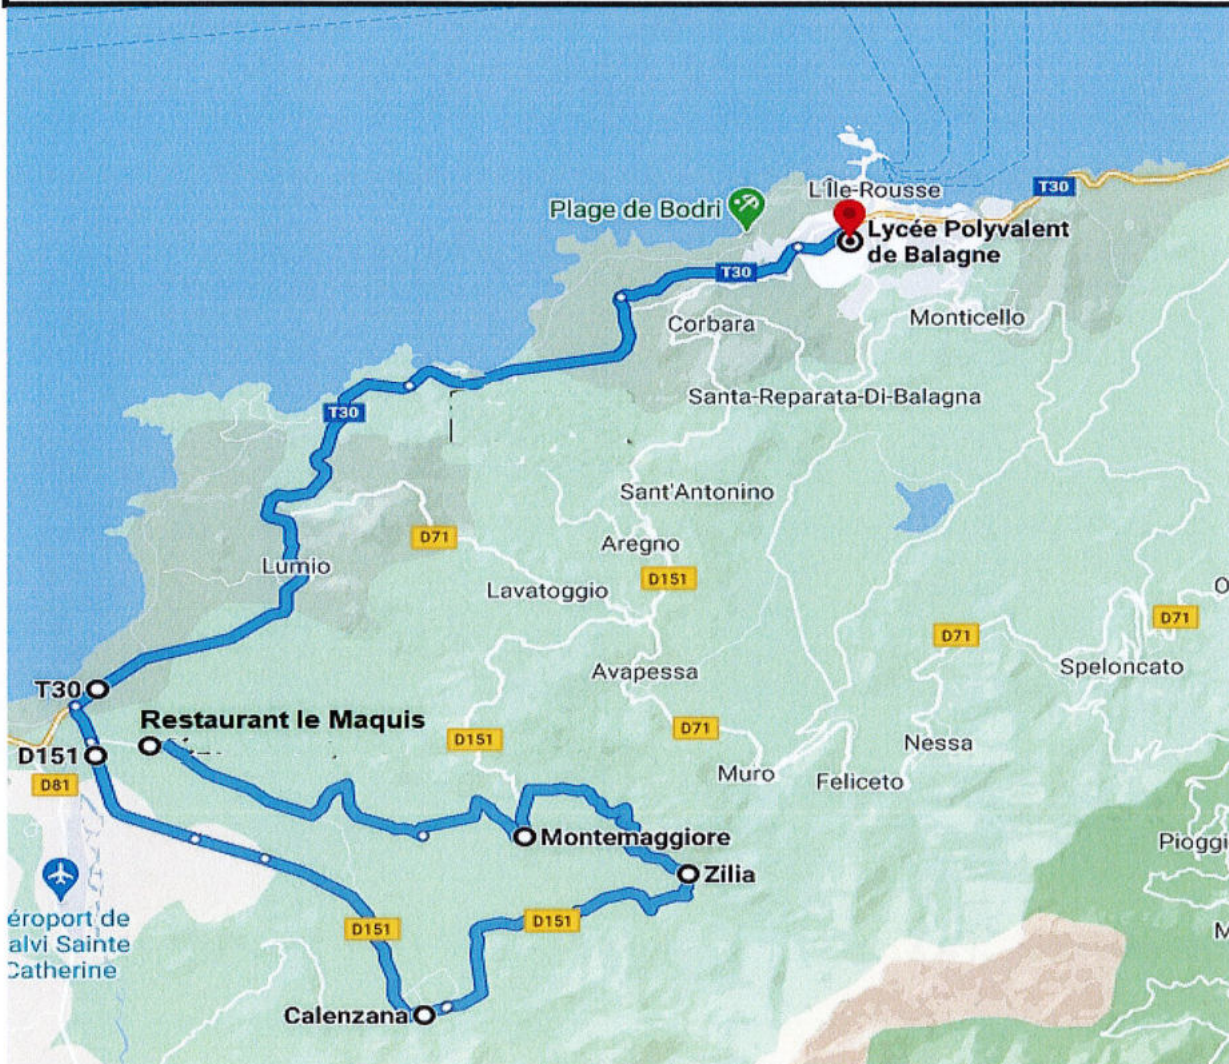 T30
L'Île-Rousse
Plage de Bodri
Lycée Polyvalent
de Balagne
T30
Corbara
Monticello
T30
Santa-Reparata-Di-Balagna
Sant'Antonino
D71
Aregno
Lumio
D151
Lavatoggio
O
D71
D71
Avapessa
Speloncato
T30
Restaurant le Maquis
D151
D71
D151
Nessa
D81
Muro
Feliceto
Montemaggiore
Pioggi
Zilia
éroport de
alvi Sainte
Catherine
D151
D151
M
Calenzana